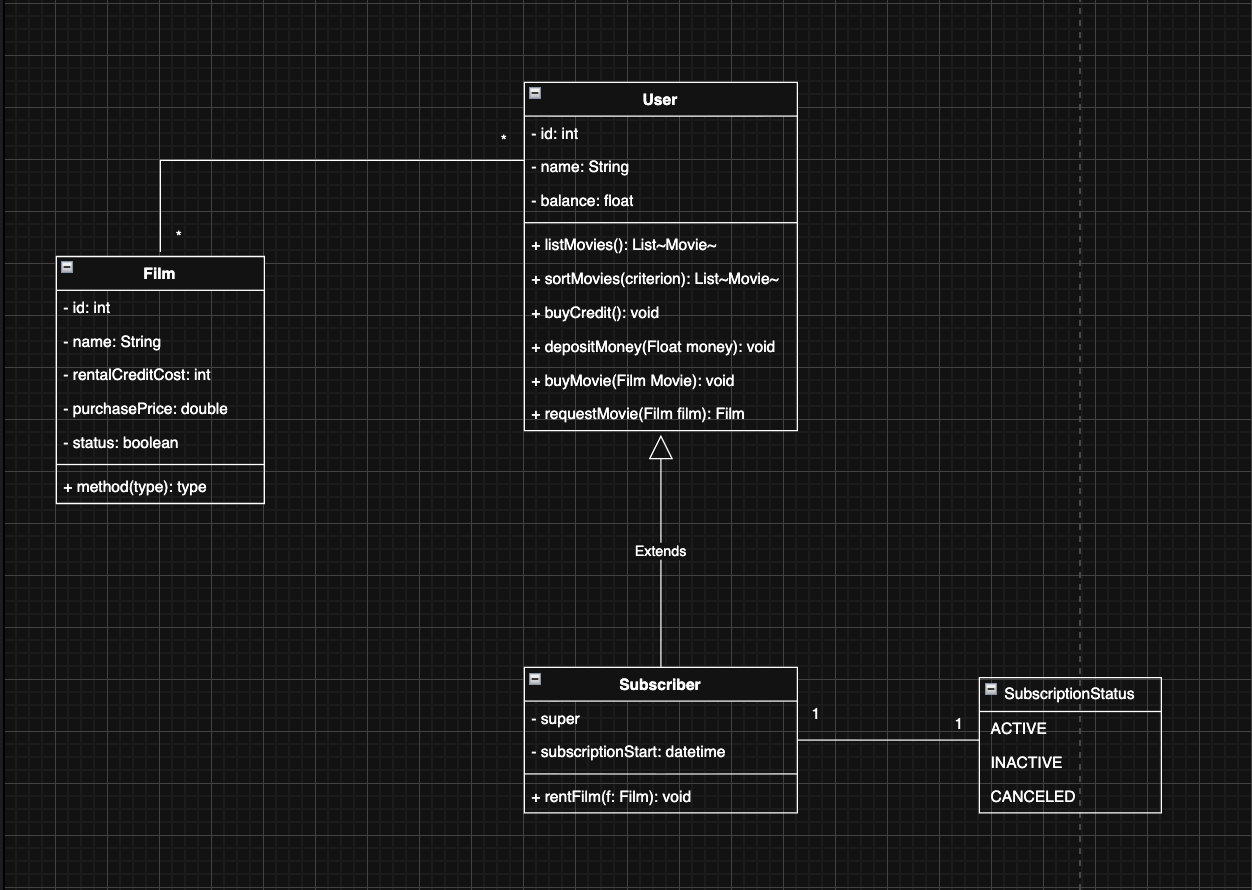 User
- id: int
- name: String
- balance: float
+ listMovies(): List~Movie~
+ sortMovies(criterion): List~Movie~
+ buyCredit(): void
+ depositMoney(Float money): void
+ buyMovie(Film Movie): void
+ requestMovie(Film film): Film
*
*
Film
- id: int
- name: String
- rentalCreditCost: int
- purchasePrice: double
- status: boolean
+ method(type): type
Extends
Subscriber
- super
- subscriptionStart: datetime
+ rentFilm(f: Film): void
1
1
SubscriptionStatus
ACTIVE
INACTIVE
CANCELED